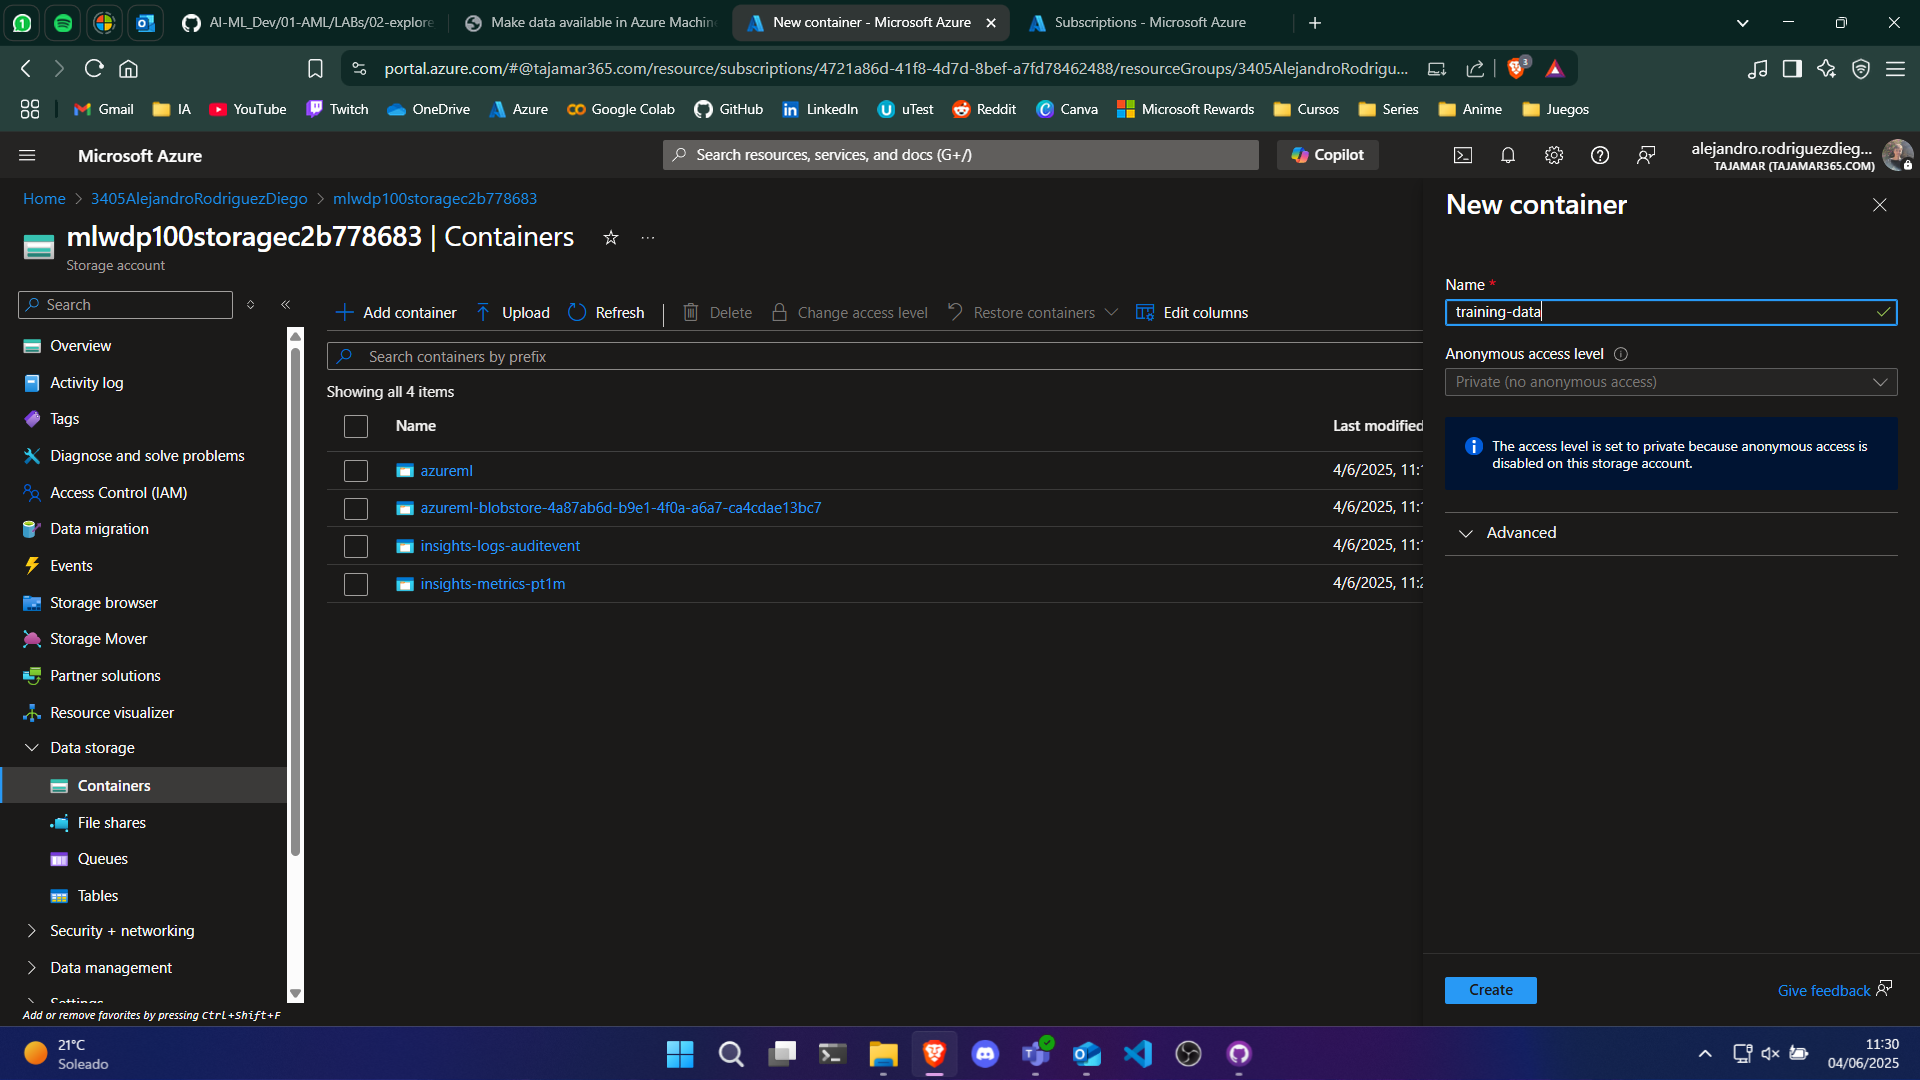 AI-ML_Dev/01-AML/LABs/02-explore
Make data available in Azure Machin
New container - Microsoft Azure
Subscriptions - Microsoft Azure
portal.azure.com/#@tajamar365.com/resource/subscriptions/4721a86d-41f8-4d7d-8bef-a7fd78462488/resourceGroups/3405AlejandroRodrigu...
3
Gmail
IA
YouTube
Twitch
OneDrive
Azure
Google Colab
GitHub
LinkedIn
uTest
Reddit
Canva
Microsoft Rewards
Cursos
Series
Anime
Juegos
Microsoft Azure
Search resources, services, and docs (G+/)
Copilot
alejandro.rodriguezdieg...
TAJAMAR (TAJAMAR365.COM)
Home > 3405AlejandroRodriguezDiego > mlwdp100storagec2b778683
mlwdp100storagec2b778683 | Containers
Storage account
Search
Overview
Activity log
Tags
Diagnose and solve problems
Access Control (IAM)
Data migration
Events
Storage browser
Storage Mover
Partner solutions
Resource visualizer
Data storage
Containers
File shares
Queues
Tables
Security + networking
Data management
Settings
Add or remove favorites by pressing Ctrl+Shift+F
Add container
Upload
Refresh
Delete
Change access level
Restore containers
Edit columns
Search containers by prefix
Showing all 4 items
Name
Last modified
azureml
4/6/2025, 11:1
azureml-blobstore-4a87ab6d-b9e1-4f0a-a6a7-ca4cdae13bc7
4/6/2025, 11:1
insights-logs-auditevent
4/6/2025, 11:1
insights-metrics-pt1m
4/6/2025, 11:2
New container
Name *
training-data
Anonymous access level
Private (no anonymous access)
The access level is set to private because anonymous access is
disabled on this storage account.
Advanced
Create
Give feedback
21°C
Soleado
11:30
04/06/2025